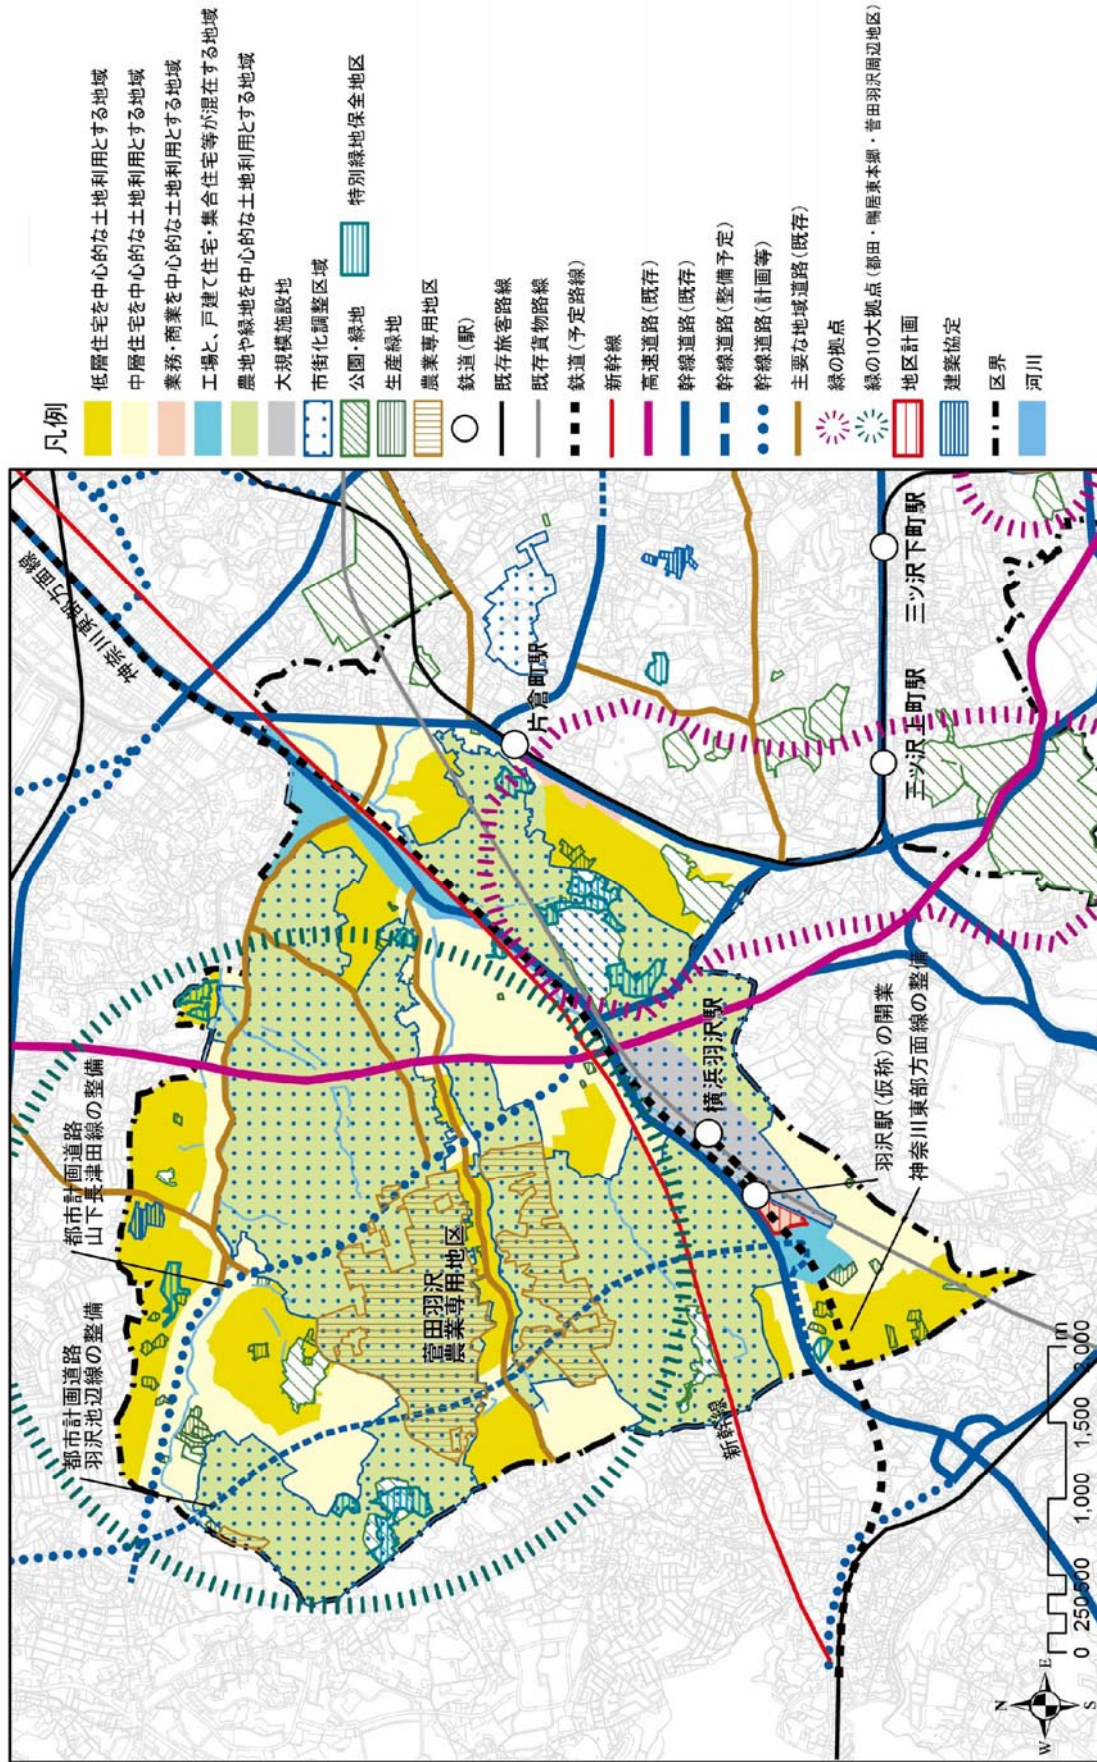 凡例
低層住宅を中心的な土地利用とする地域
中層住宅を中心的な土地利用とする地域
業務・商業を中心的な土地利用とする地域
工場と、戸建て住宅・集合住宅等が混在する地域
農地や緑地を中心的な土地利用とする地域
大規模施設地
市街化調整区域
公園・緑地
特別緑地保全地区
生産緑地
農業専用地区
鉄道(駅)
既存旅客路線
既存貨物路線
鉄道(予定路線)
新幹線
高速道路(既存)
幹線道路(既存)
幹線道路(整備予定)
幹線道路(計画等)
主要な地域道路(既存)
緑の拠点
緑の10大拠点(都田・鴨居東本郷・菅田羽沢周辺地区)
地区計画
建築協定
区界
河川
都市計画道路
羽沢池辺線の整備
都市計画道路
山下長津田線の整備
神奈川東部方面線
菅田羽沢
農業専用地区
片倉町駅
新幹線
横浜羽沢駅
羽沢駅(仮称)の開業
神奈川東部方面線の整備
三ツ沢上町駅
三ツ沢下町駅
N
W
E
S
0 250 500 1,000 1,500 2,000
m